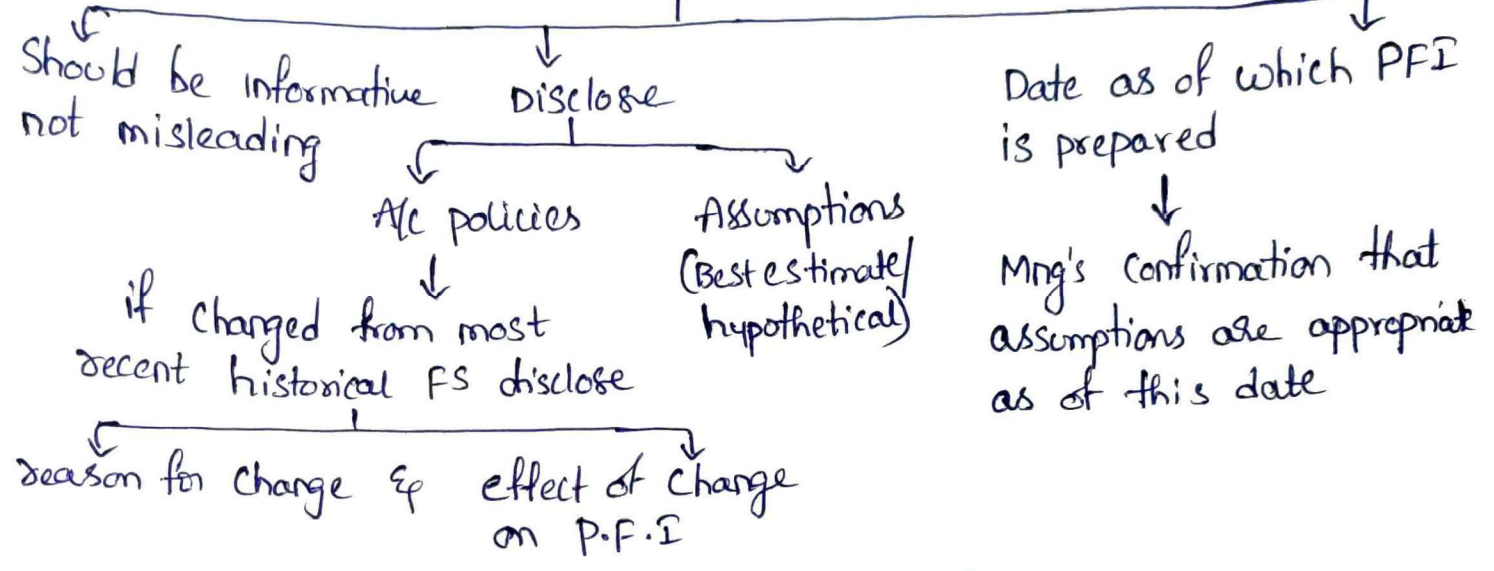 Should be informative
not misleading
Disclose
A/c policies
if changed from most
recent historical FS disclose
reason for change & effect of change
on P.F.I
Assumptions
(Best estimate/
hypothetical)
Date as of which PFI
is prepared
Mng's Confirmation that
assumptions are appropriate
as of this date